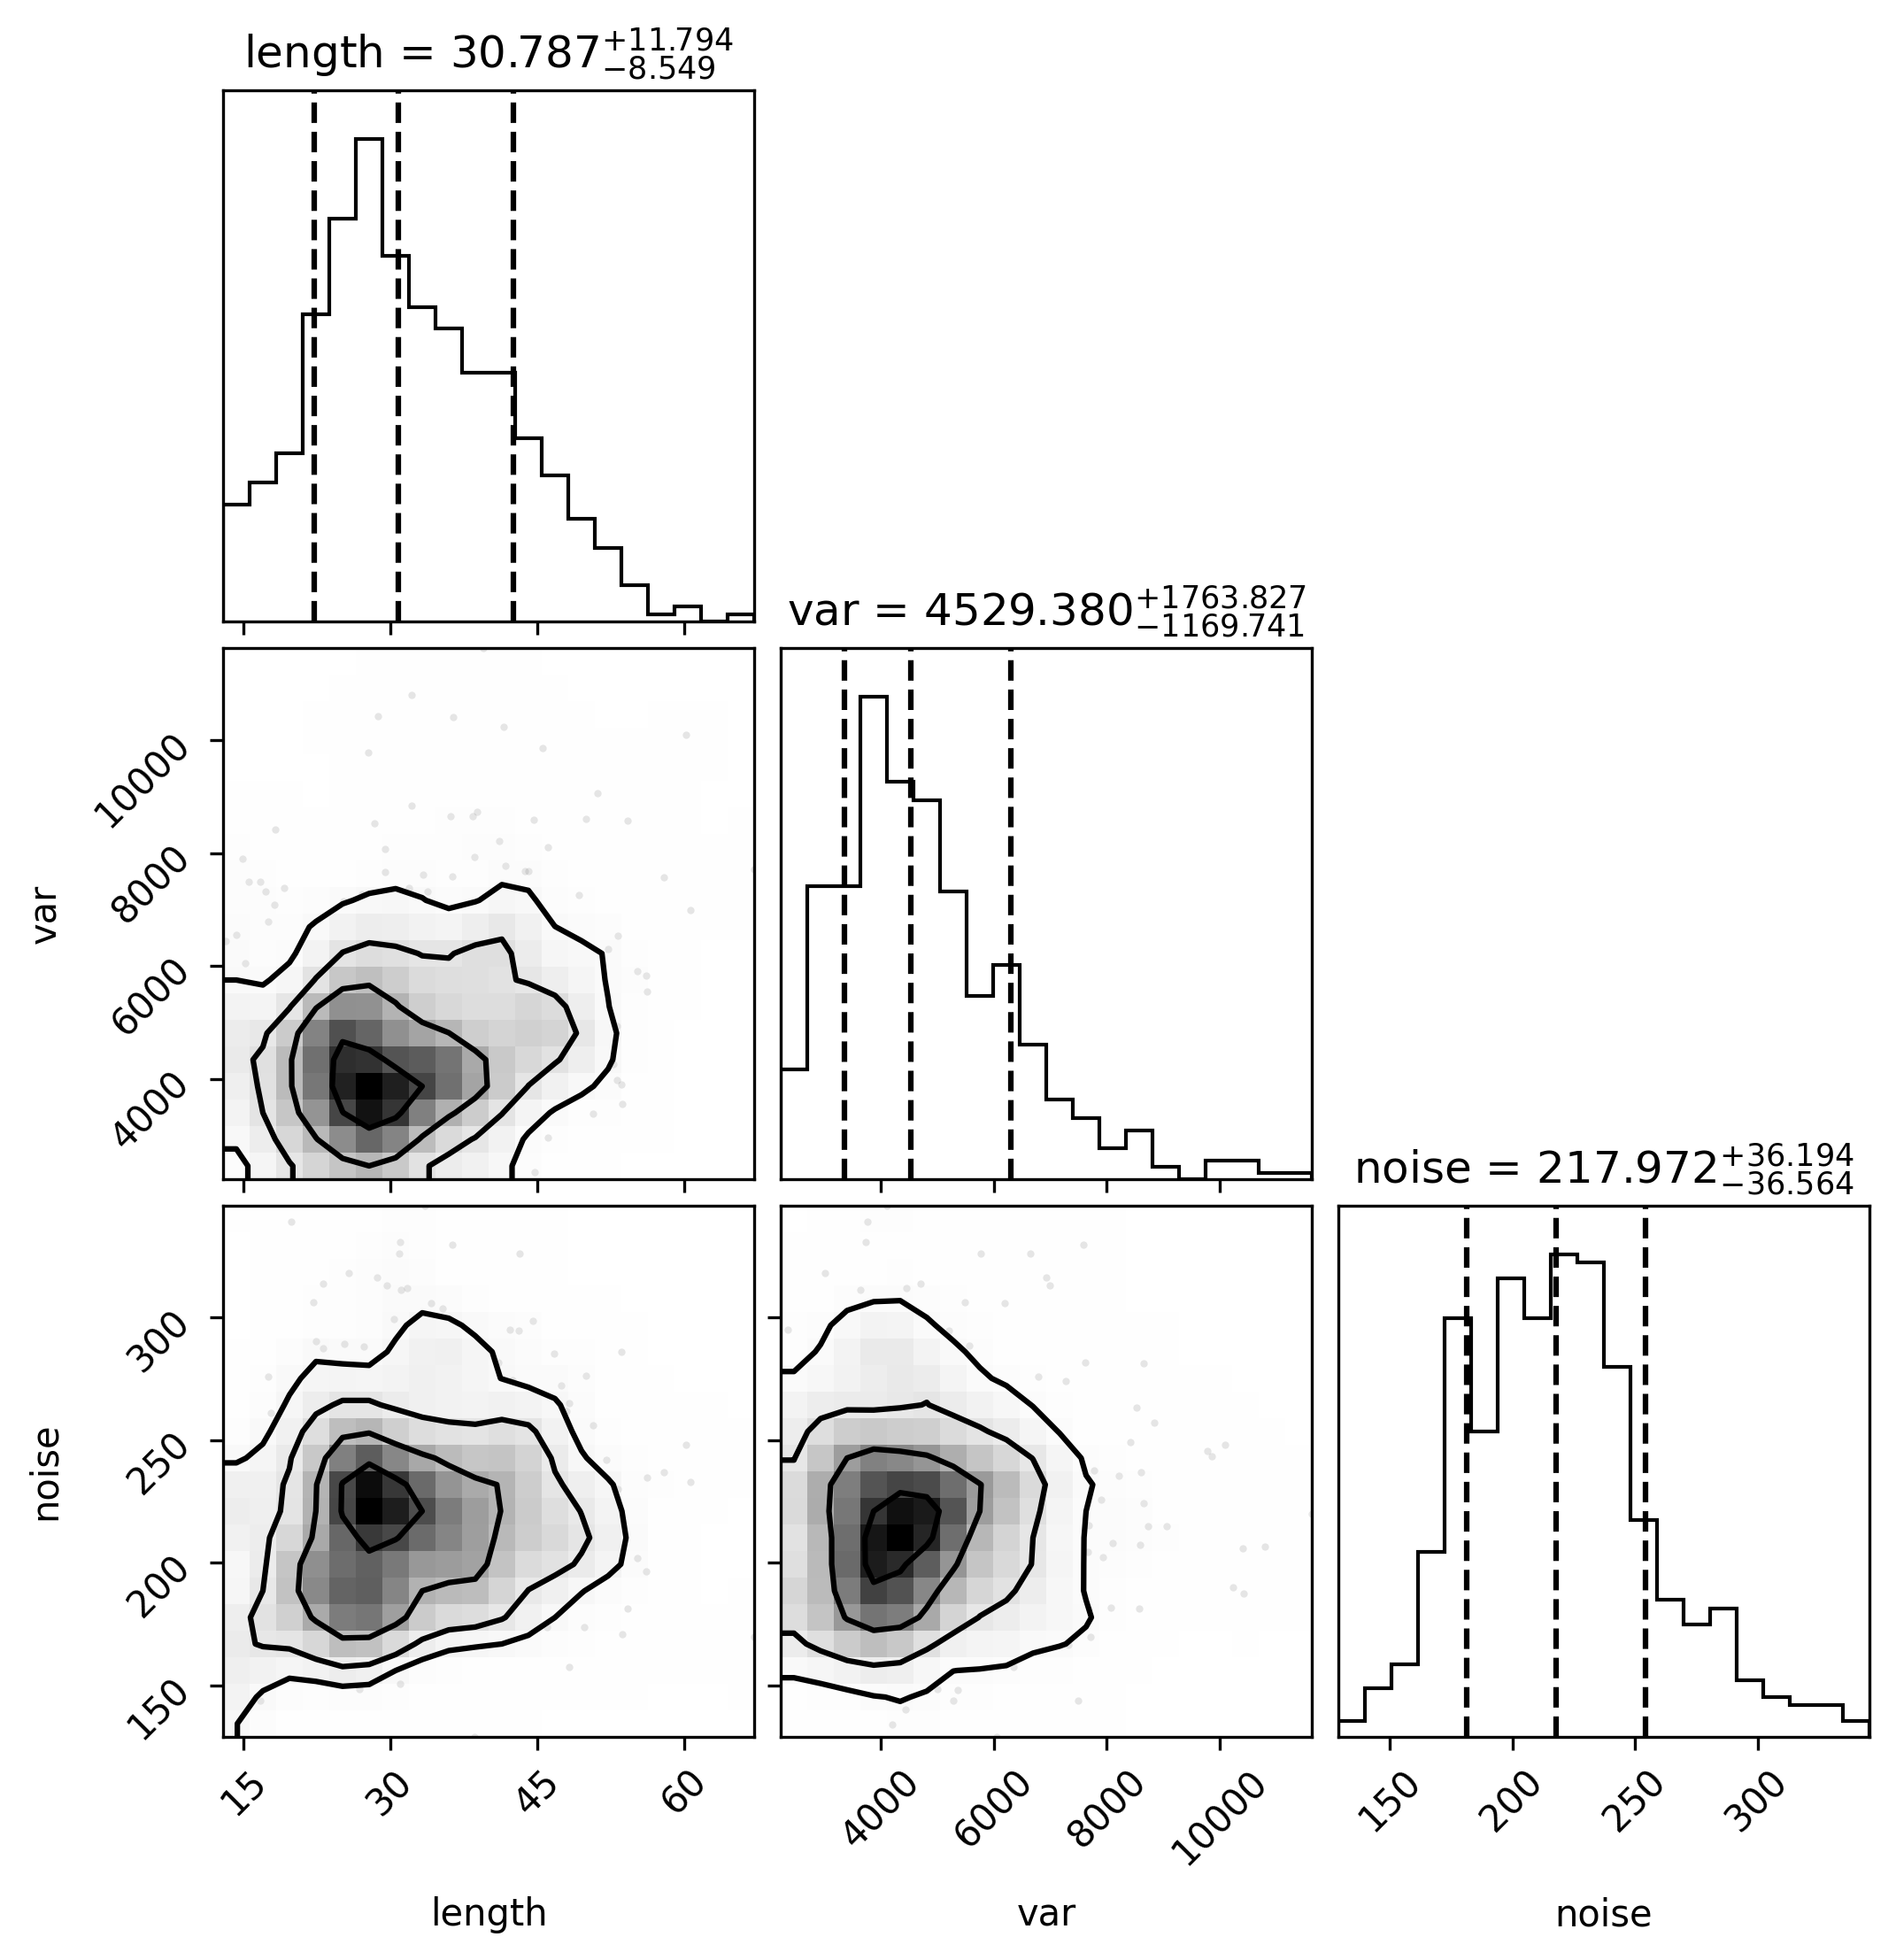 length = 30.787+11.794−8.549
var = 4529.380+1763.827−1169.741
10000
8000
6000
4000
var
noise = 217.972+36.194−36.564
300
250
200
150
noise
15 30 45 60 4000 6000 8000 10000 150 200 250 300
length var noise